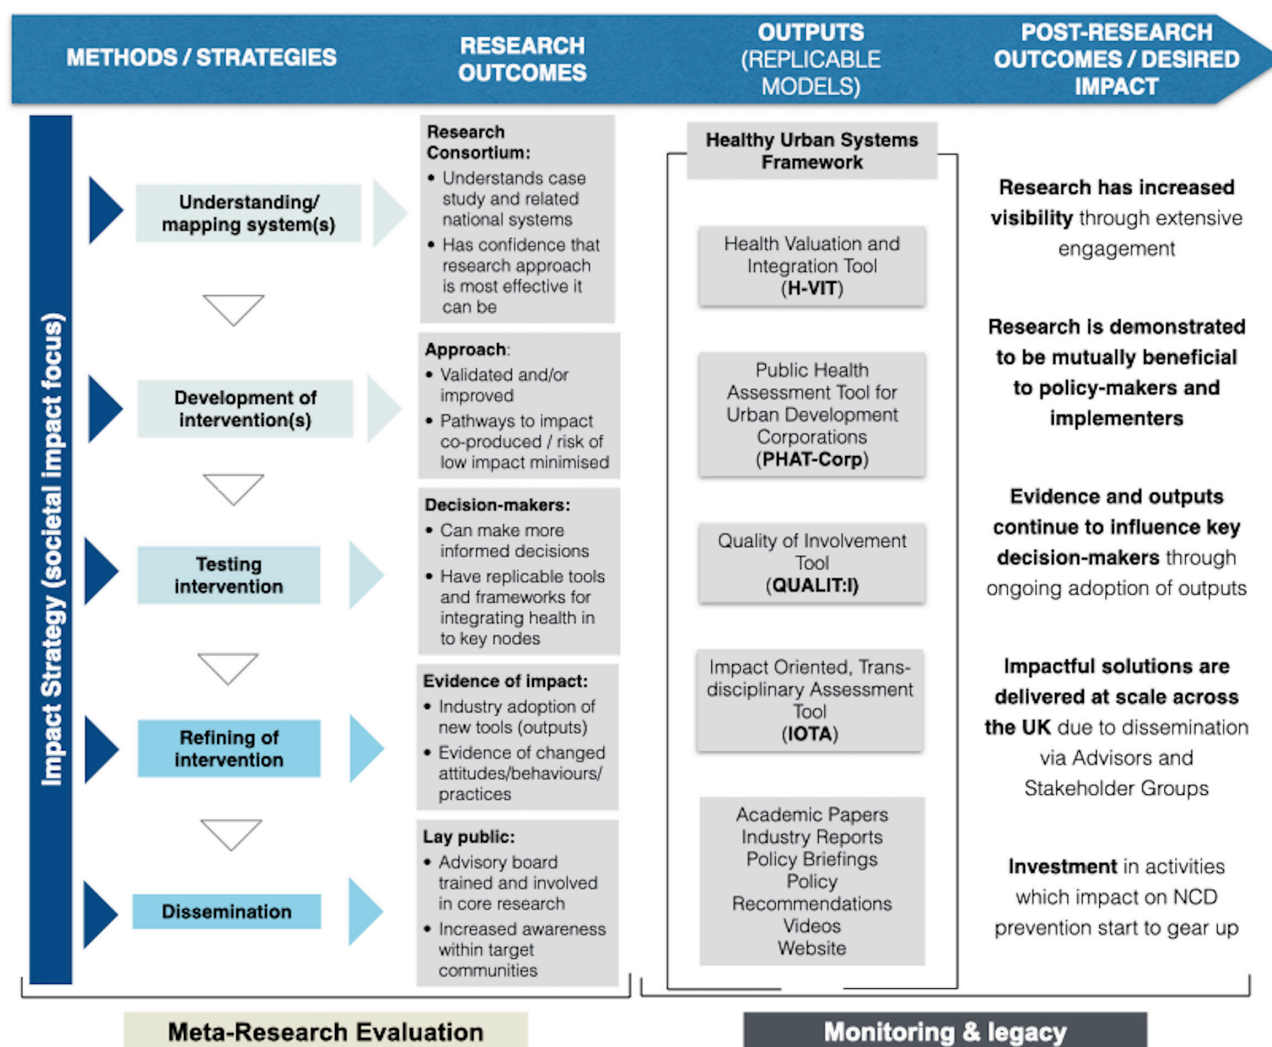 METHODS / STRATEGIES
RESEARCH
OUTCOMES
OUTPUTS
(REPLICABLE
MODELS)
POST-RESEARCH
OUTCOMES / DESIRED
IMPACT
Impact Strategy (societal impact focus)
Understanding/
mapping system(s)
Development of
intervention(s)
Testing
intervention
Refining of
intervention
Dissemination
Research
Consortium:
• Understands case
study and related
national systems
• Has confidence that
research approach
is most effective it
can be
Approach:
• Validated and/or
improved
• Pathways to impact
co-produced / risk of
low impact minimised
Decision-makers:
• Can make more
informed decisions
• Have replicable tools
and frameworks for
integrating health in
to key nodes
Evidence of impact:
• Industry adoption of
new tools (outputs)
• Evidence of changed
attitudes/behaviours/
practices
Lay public:
• Advisory board
trained and involved
in core research
• Increased awareness
within target
communities
Healthy Urban Systems
Framework
Health Valuation and
Integration Tool
(H-VIT)
Public Health
Assessment Tool for
Urban Development
Corporations
(PHAT-Corp)
Quality of Involvement
Tool
(QUALIT:I)
Impact Oriented, Trans-
disciplinary Assessment
Tool
(IOTA)
Academic Papers
Industry Reports
Policy Briefings
Policy
Recommendations
Videos
Website
Research has increased
visibility through extensive
engagement
Research is demonstrated
to be mutually beneficial
to policy-makers and
implementers
Evidence and outputs
continue to influence key
decision-makers through
ongoing adoption of outputs
Impactful solutions are
delivered at scale across
the UK due to dissemination
via Advisors and
Stakeholder Groups
Investment in activities
which impact on NCD
prevention start to gear up
Meta-Research Evaluation
Monitoring & legacy